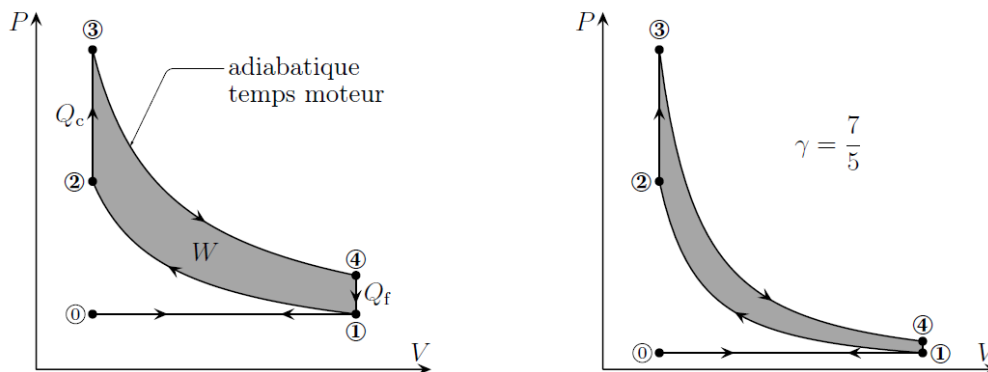 P
③
adiabatique
temps moteur
Q_c
②
W
④
Q_f
⓪
①
V
P
③
γ = 7/5
②
④
⓪
①
V